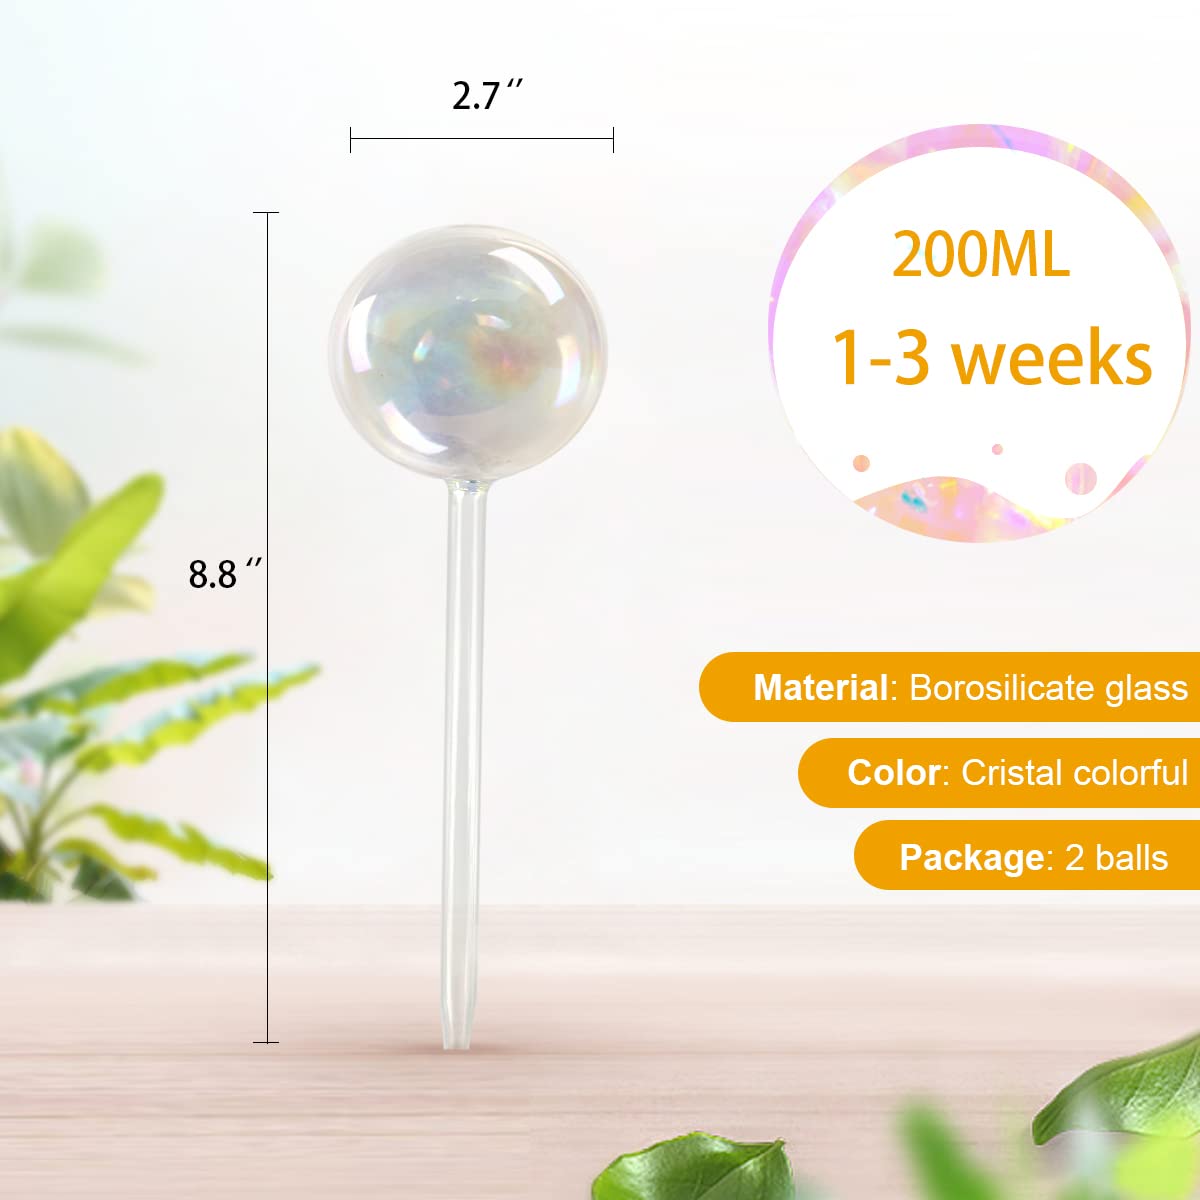 2.7″
200ML
1-3 weeks
8.8″
Material: Borosilicate glass
Color: Cristal colorful
Package: 2 balls